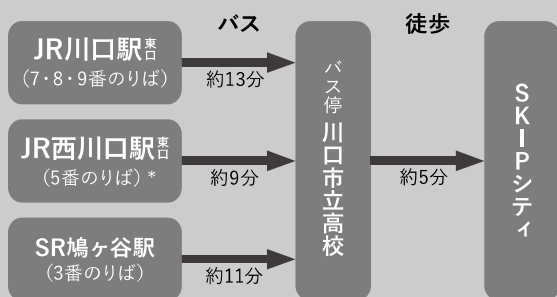 バス
徒歩
JR川口駅東口
(7・8・9番のりば)
約13分
JR西川口駅東口
(5番のりば)*
約9分
SR鳩ヶ谷駅
(3番のりば)
約11分
バス停 川口市立高校
約5分
SKIPシティ